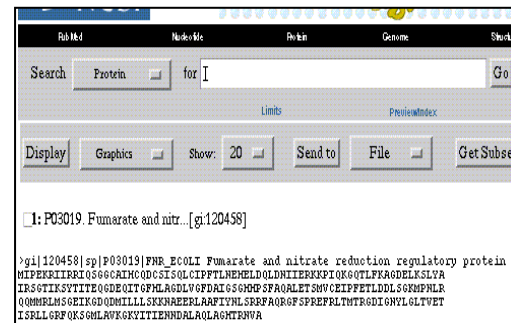 PubMed Nucleotide Protein Genome Struct
Search Protein for Go
Limits Preview/Index
Display Graphics Show: 20 Send to File Get Subse
1: P03019. Fumarate and nitr...[gi:120458]
>gi|120458|sp|P03019|FNR_ECOLI Fumarate and nitrate reduction regulatory protein
MIPEKRIIRRIQSGGCAIHCQDCSISQLCIPFTLNEHELDQLDNIIERKKPIQKGQTLFKAGDELKSLYA
IRSGTIKSYTITEQGDEQITGFHLAGDLVGFDAIGSGHHPSFAQALETSMVCEIPFETLDDLSGKMPNLR
QQMMRLMSGEIKGDQDMILLLSKKNAEERLAAFIYNLSRRFAQRGFSPREFRLTMTRGDIGNYLGLTVET
ISRLLGRFQKSGMLAVKGKYITIENNDALAQLAGHTRNVA